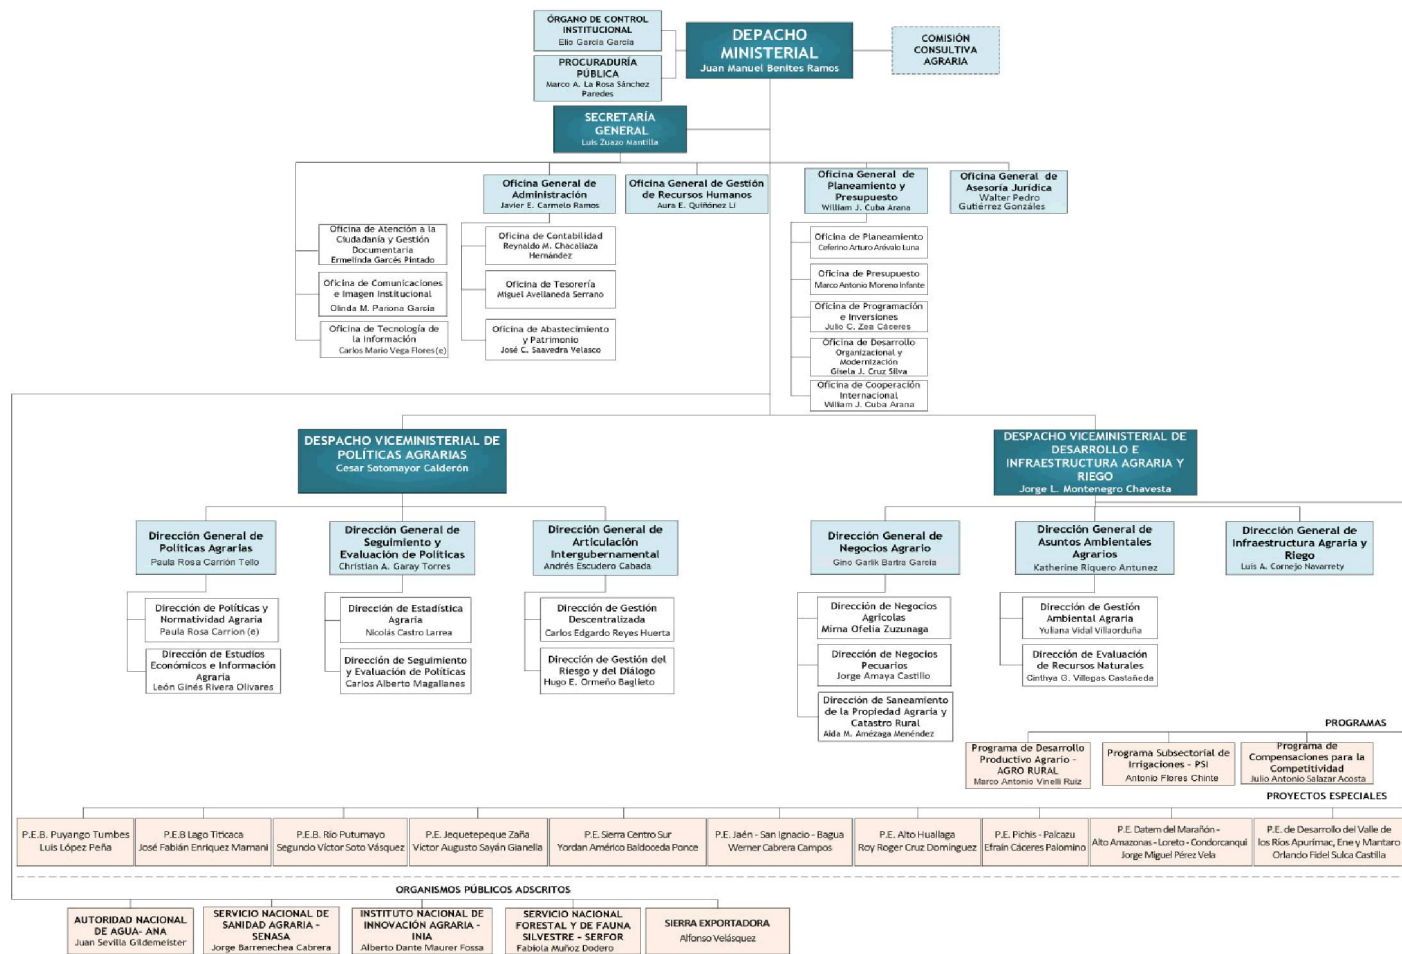 ÓRGANO DE CONTROL
INSTITUCIONAL
Elio García García
PROCURADURÍA
PÚBLICA
Marco A. La Rosa Sánchez
Paredes
DEPACHO
MINISTERIAL
Juan Manuel Benites Ramos
COMISIÓN
CONSULTIVA
AGRARIA
SECRETARÍA
GENERAL
Luis Zuazo Mantilla
Oficina General de
Administración
Javier E. Carmelo Ramos
Oficina General de Gestión
de Recursos Humanos
Aura E. Quiñónez Li
Oficina General de
Planeamiento y
Presupuesto
William J. Cuba Arana
Oficina General de
Asesoría Jurídica
Walter Pedro
Gutiérrez Gonzáles
Oficina de Atención a la
Ciudadanía y Gestión
Documentaria
Ermelinda Garcés Pintado
Oficina de Comunicaciones
e Imagen Institucional
Olinda M. Pariona García
Oficina de Tecnología de
la Información
Carlos Mario Vega Flores(e)
Oficina de Contabilidad
Reynaldo M. Chacaliaza
Hernández
Oficina de Tesorería
Miguel Avellaneda Serrano
Oficina de Abastecimiento
y Patrimonio
José C. Saavedra Velasco
Oficina de Planeamiento
Ceferino Arturo Arévalo Luna
Oficina de Presupuesto
Marco Antonio Moreno Infante
Oficina de Programación
e Inversiones
Julio C. Zea Cáceres
Oficina de Desarrollo
Organizacional y
Modernización
Gisela J. Cruz Silva
Oficina de Cooperación
Internacional
William J. Cuba Arana
DESPACHO VICEMINISTERIAL DE
POLÍTICAS AGRARIAS
Cesar Sotomayor Calderón
DESPACHO VICEMINISTERIAL DE
DESARROLLO E
INFRAESTRUCTURA AGRARIA Y
RIEGO
Jorge L. Montenegro Chavesta
Dirección General de
Políticas Agrarias
Paula Rosa Carrión Tello
Dirección General de
Seguimiento y
Evaluación de Políticas
Christian A. Garay Torres
Dirección General de
Articulación
Intergubernamental
Andrés Escudero Cabada
Dirección General de
Negocios Agrario
Gino Garlik Bartra García
Dirección General de
Asuntos Ambientales
Agrarios
Katherine Riquero Antunez
Dirección General de
Infraestructura Agraria y
Riego
Luis A. Cornejo Navarrety
Dirección de Políticas y
Normatividad Agraria
Paula Rosa Carrion (e)
Dirección de Estudios
Económicos e Información
Agraria
León Ginés Rivera Olivares
Dirección de Estadística
Agraria
Nicolás Castro Larrea
Dirección de Seguimiento
y Evaluación de Políticas
Carlos Alberto Magallanes
Dirección de Gestión
Descentralizada
Carlos Edgardo Reyes Huerta
Dirección de Gestión del
Riesgo y del Diálogo
Hugo E. Ormeño Baglieto
Dirección de Negocios
Agrícolas
Mirna Ofelia Zuzunaga
Dirección de Negocios
Pecuarios
Jorge Amaya Castillo
Dirección de Saneamiento
de la Propiedad Agraria y
Catastro Rural
Aida M. Amézaga Menéndez
Dirección de Gestión
Ambiental Agraria
Yuliana Vidal Villaorduña
Dirección de Evaluación
de Recursos Naturales
Cinthya G. Villegas Castañeda
PROGRAMAS
Programa de Desarrollo
Productivo Agrario -
AGRO RURAL
Marco Antonio Vinelli Ruiz
Programa Subsectorial de
Irrigaciones - PSI
Antonio Flores Chinte
Programa de
Compensaciones para la
Competitividad
Julio Antonio Salazar Acosta
PROYECTOS ESPECIALES
P.E.B. Puyango Tumbes
Luis López Peña
P.E.B Lago Titicaca
José Fabián Enriquez Mamani
P.E.B. Río Putumayo
Segundo Víctor Soto Vásquez
P.E. Jequetepeque Zaña
Víctor Augusto Sayán Gianella
P.E. Sierra Centro Sur
Yordan Américo Baldoceda Ponce
P.E. Jaén - San Ignacio - Bagua
Werner Cabrera Campos
P.E. Alto Huallaga
Roy Roger Cruz Domínguez
P.E. Pichis - Palcazu
Efraín Cáceres Palomino
P.E. Datem del Marañón -
Alto Amazonas - Loreto - Condorcanqui
Jorge Miguel Pérez Vela
P.E. de Desarrollo del Valle de
los Ríos Apurímac, Ene y Mantaro
Orlando Fidel Sulca Castilla
ORGANISMOS PÚBLICOS ADSCRITOS
AUTORIDAD NACIONAL
DE AGUA- ANA
Juan Sevilla Gildemeister
SERVICIO NACIONAL DE
SANIDAD AGRARIA -
SENASA
Jorge Barrenechea Cabrera
INSTITUTO NACIONAL DE
INNOVACIÓN AGRARIA -
INIA
Alberto Dante Maurer Fossa
SERVICIO NACIONAL
FORESTAL Y DE FAUNA
SILVESTRE - SERFOR
Fabiola Muñoz Dodero
SIERRA EXPORTADORA
Alfonso Velásquez